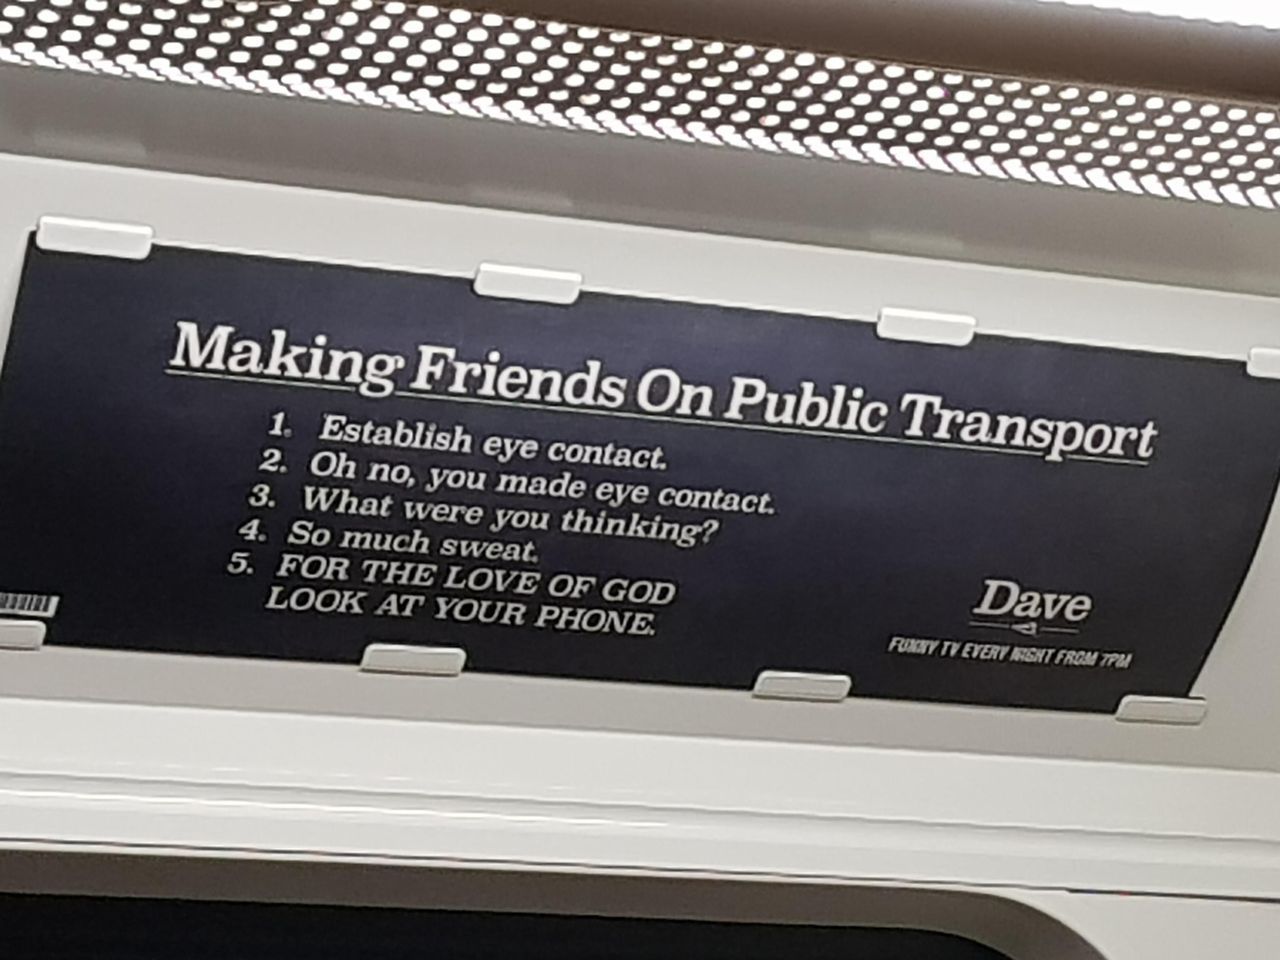 Making Friends On Public Transport
1. Establish eye contact.
2. Oh no, you made eye contact.
3. What were you thinking?
4. So much sweat.
5. FOR THE LOVE OF GOD
LOOK AT YOUR PHONE.
Dave
FUNNY TV EVERY NIGHT FROM 7PM